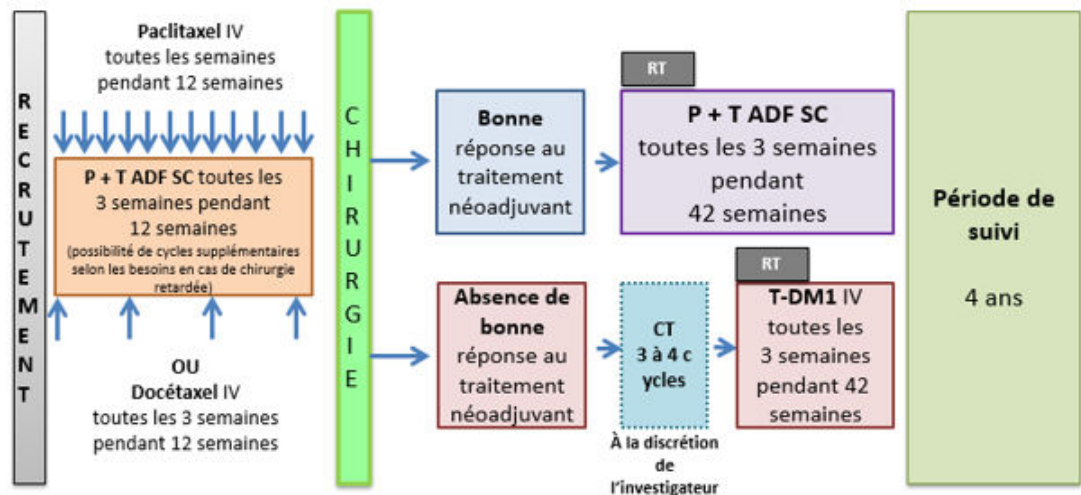 RECRUTEMENT
Paclitaxel IV
toutes les semaines
pendant 12 semaines
P + T ADF SC toutes les
3 semaines pendant
12 semaines
(possibilité de cycles supplémentaires
selon les besoins en cas de chirurgie
retardée)
OU
Docétaxel IV
toutes les 3 semaines
pendant 12 semaines
CHIRURGIE
Bonne
réponse au
traitement
néoadjuvant
RT
P + T ADF SC
toutes les 3 semaines
pendant
42 semaines
Absence de
bonne
réponse au
traitement
néoadjuvant
CT
3 à 4 c
ycles
À la discrétion
de
l'investigateur
RT
T-DM1 IV
toutes les
3 semaines
pendant 42
semaines
Période de
suivi
4 ans